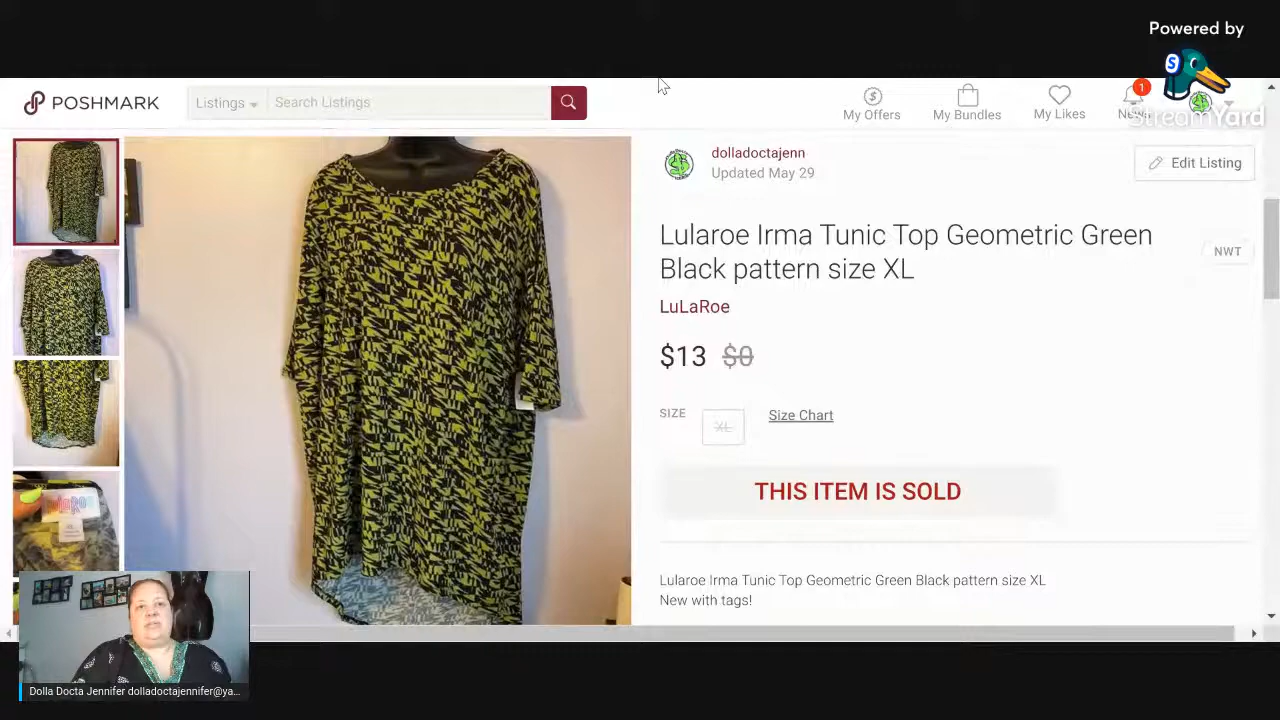 Powered by
StreamYard
POSHMARK
Listings
Search Listings
My Offers
My Bundles
My Likes
1
News
dolladoctajenn
Updated May 29
Edit Listing
Lularoe Irma Tunic Top Geometric Green
Black pattern size XL
NWT
LuLaRoe
$13 $0
SIZE
XL
Size Chart
THIS ITEM IS SOLD
Lularoe Irma Tunic Top Geometric Green Black pattern size XL
New with tags!
Dolla Docta Jennifer dolladoctajennifer@ya...